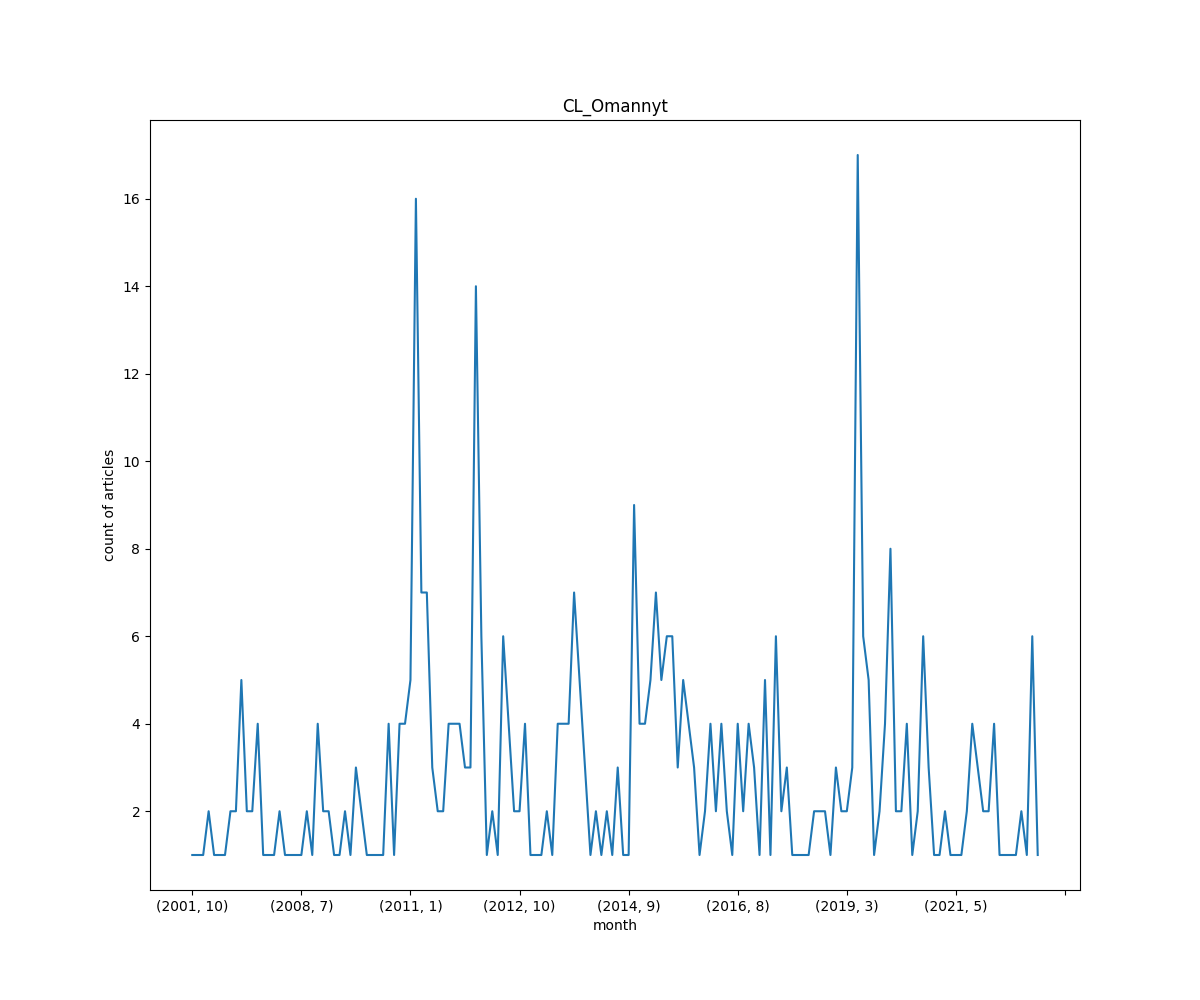 CL_Omannyt
16
14
12
10
8
6
4
2
count of articles
(2001, 10) (2008, 7) (2011, 1) (2012, 10) (2014, 9) (2016, 8) (2019, 3) (2021, 5)
month